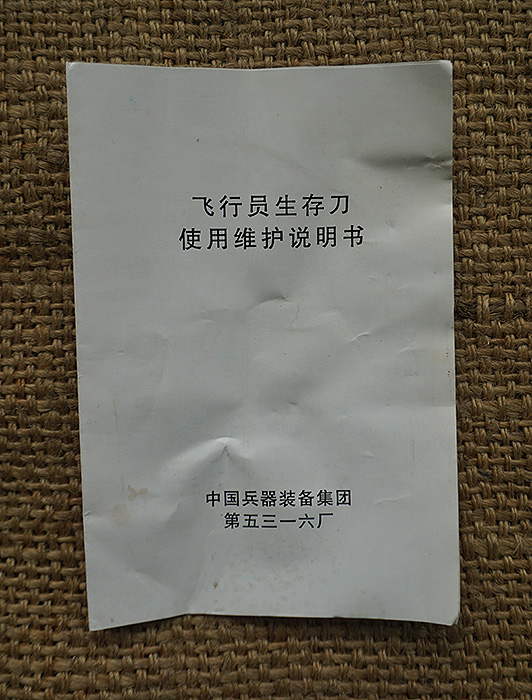 飞行员生存刀
使用维护说明书
中国兵器装备集团
第五三一六厂